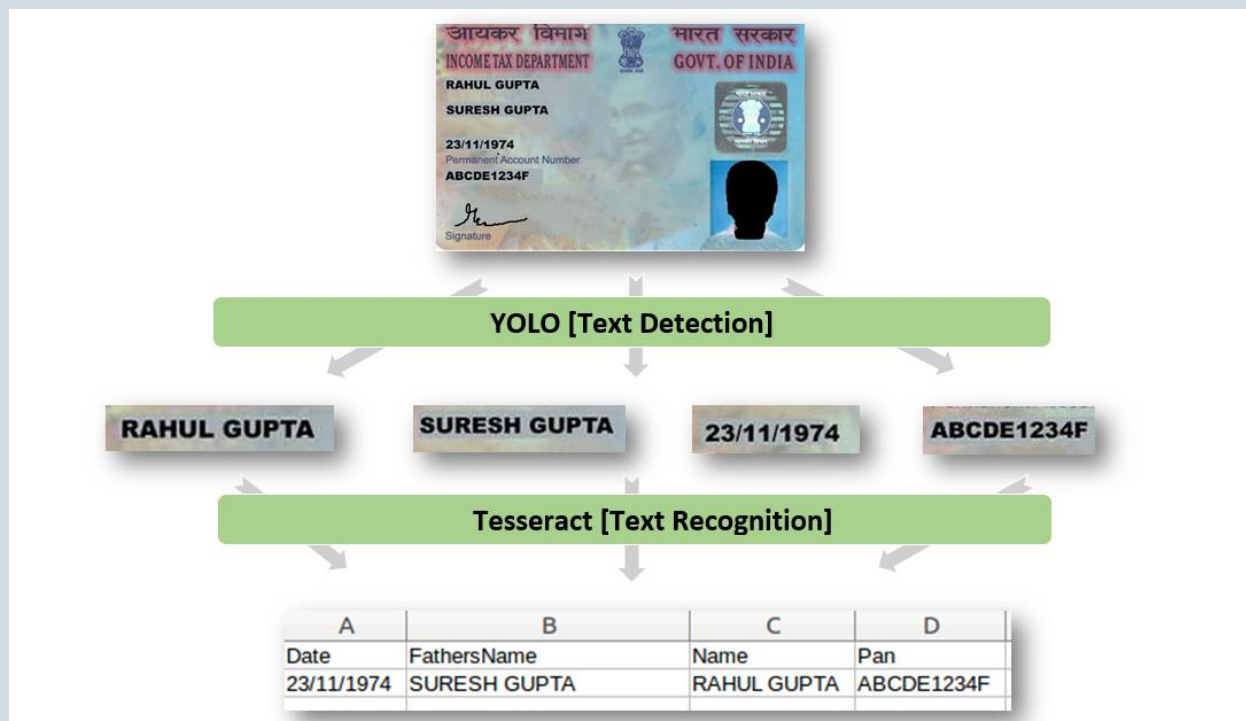 आयकर विभाग
भारत सरकार
INCOME TAX DEPARTMENT
GOVT. OF INDIA
RAHUL GUPTA
SURESH GUPTA
23/11/1974
Permanent Account Number
ABCDE1234F
Signature
YOLO [Text Detection]
RAHUL GUPTA
SURESH GUPTA
23/11/1974
ABCDE1234F
Tesseract [Text Recognition]
A B C D
Date FathersName Name Pan
23/11/1974 SURESH GUPTA RAHUL GUPTA ABCDE1234F